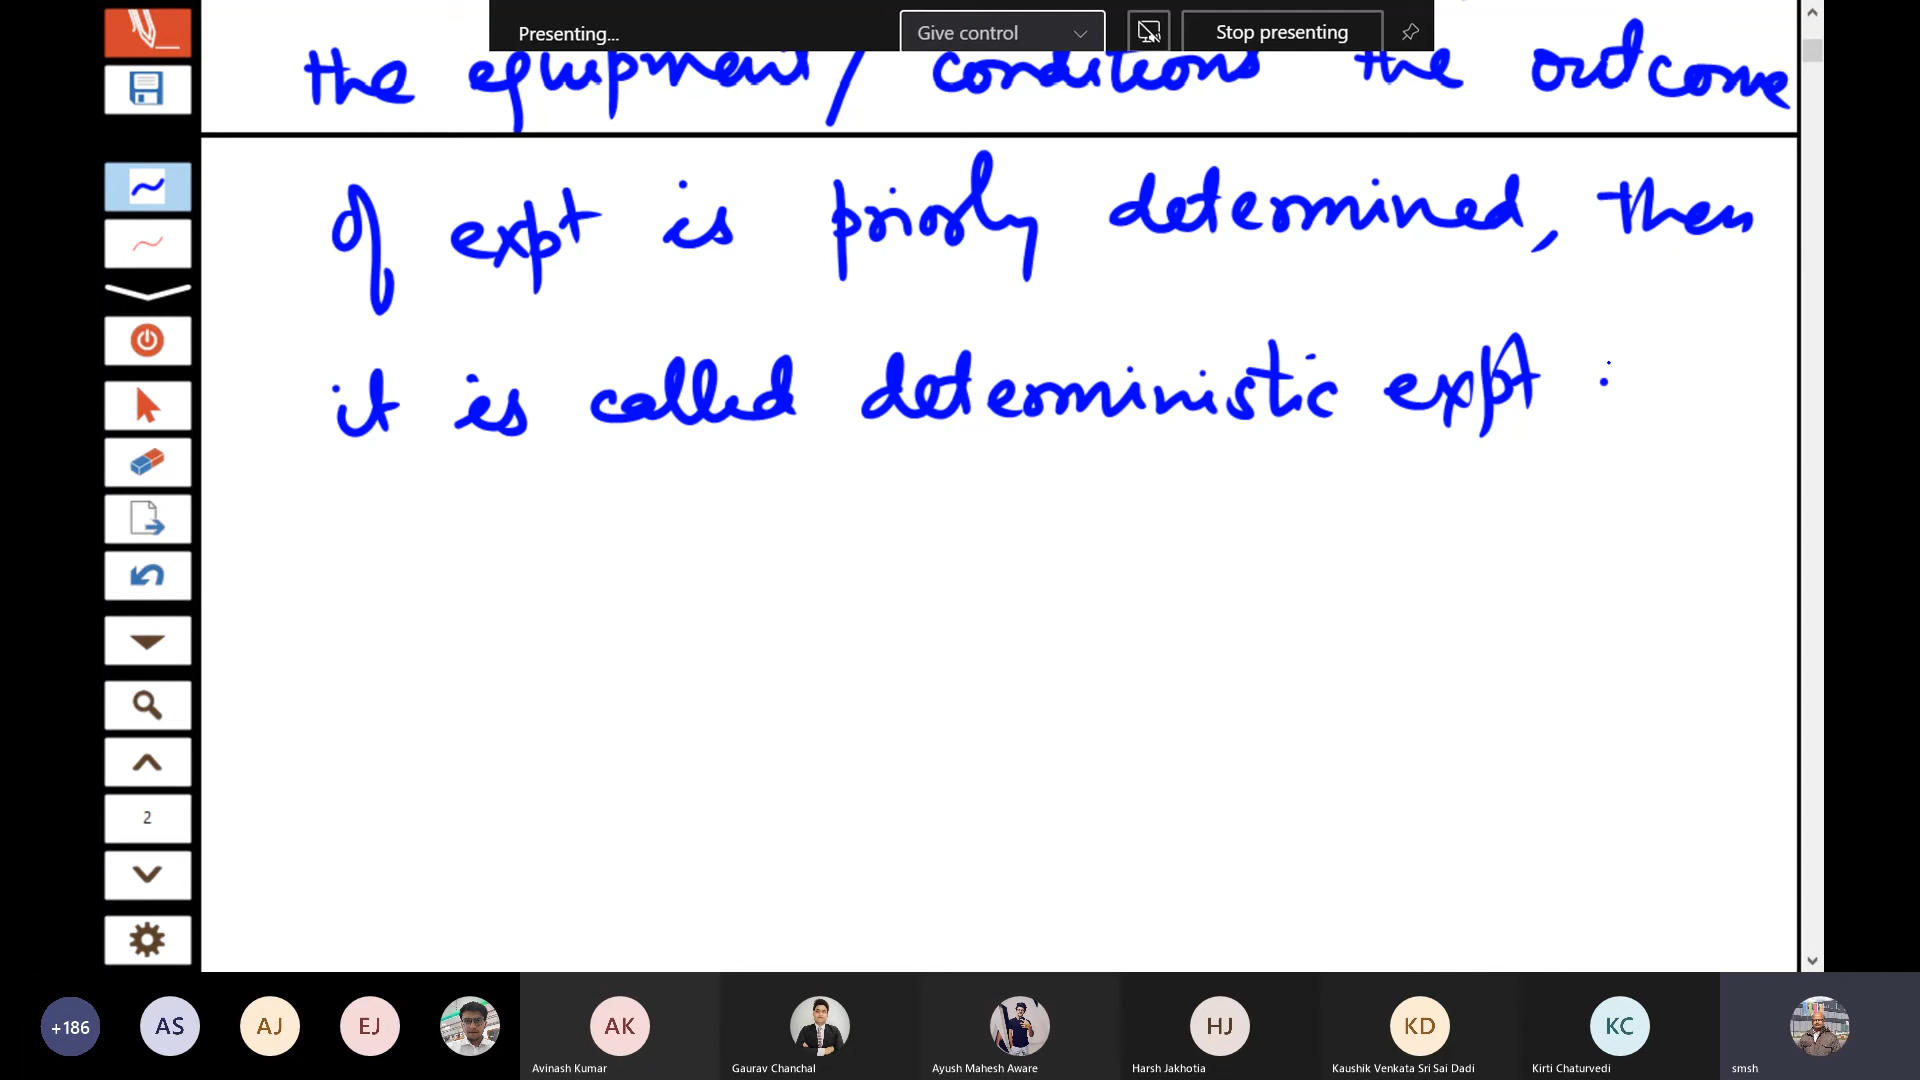 Presenting...
Give control
Stop presenting
the equipment/ conditions the outcome
of expt is priorly determined, then
it is called deterministic expt :
2
+186
AS
AJ
EJ
AK
HJ
KD
KC
Avinash Kumar
Gaurav Chanchal
Ayush Mahesh Aware
Harsh Jakhotia
Kaushik Venkata Sri Sai Dadi
Kirti Chaturvedi
smsh